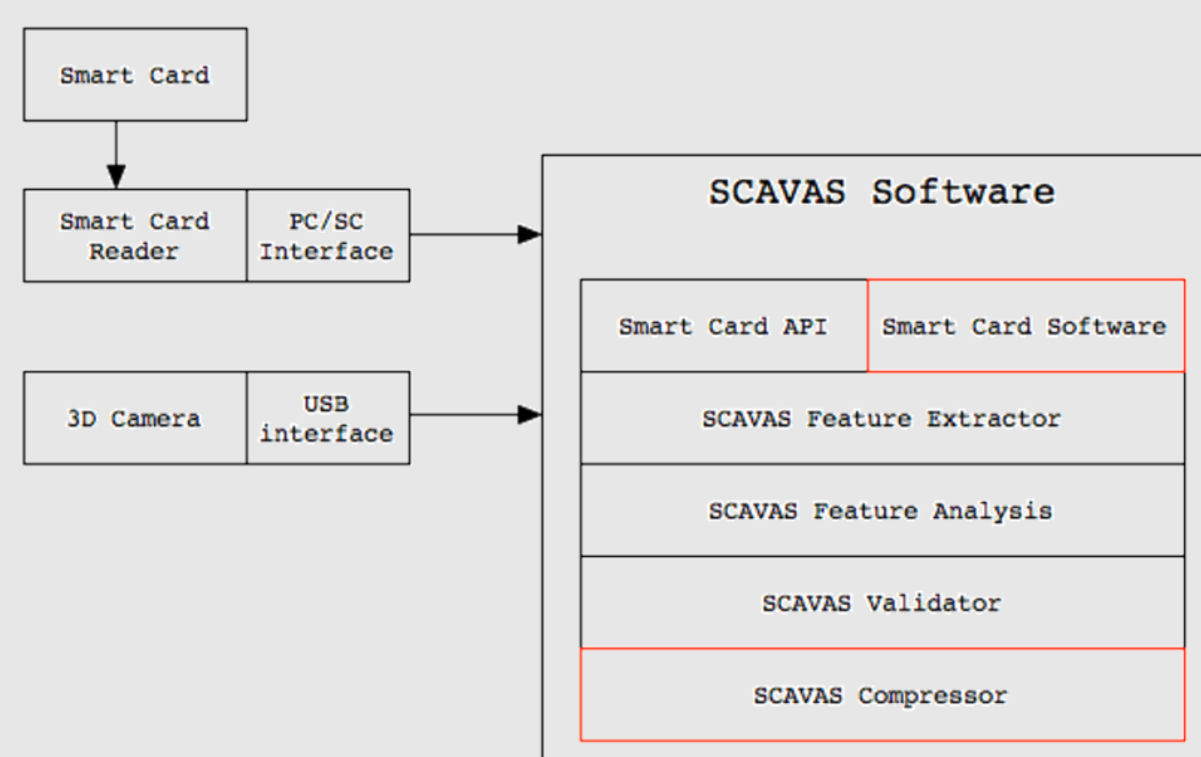 Smart Card
Smart Card
Reader
PC/SC
Interface
3D Camera
USB
interface
SCAVAS Software
Smart Card API
Smart Card Software
SCAVAS Feature Extractor
SCAVAS Feature Analysis
SCAVAS Validator
SCAVAS Compressor